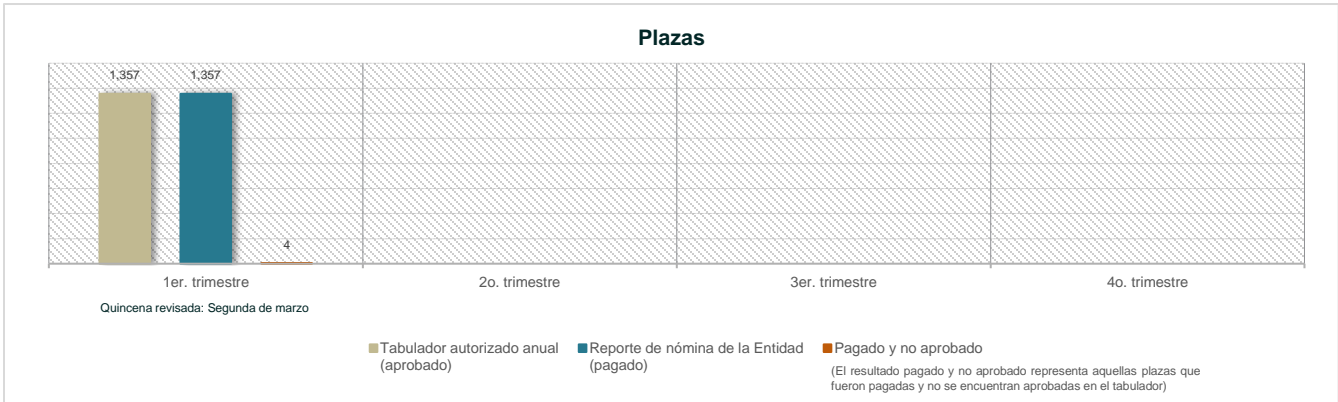 Plazas
1,357
1,357
4
1er. trimestre
2o. trimestre
3er. trimestre
4o. trimestre
Quincena revisada: Segunda de marzo
Tabulador autorizado anual
(aprobado)
Reporte de nómina de la Entidad
(pagado)
Pagado y no aprobado
(El resultado pagado y no aprobado representa aquellas plazas que
fueron pagadas y no se encuentran aprobadas en el tabulador)